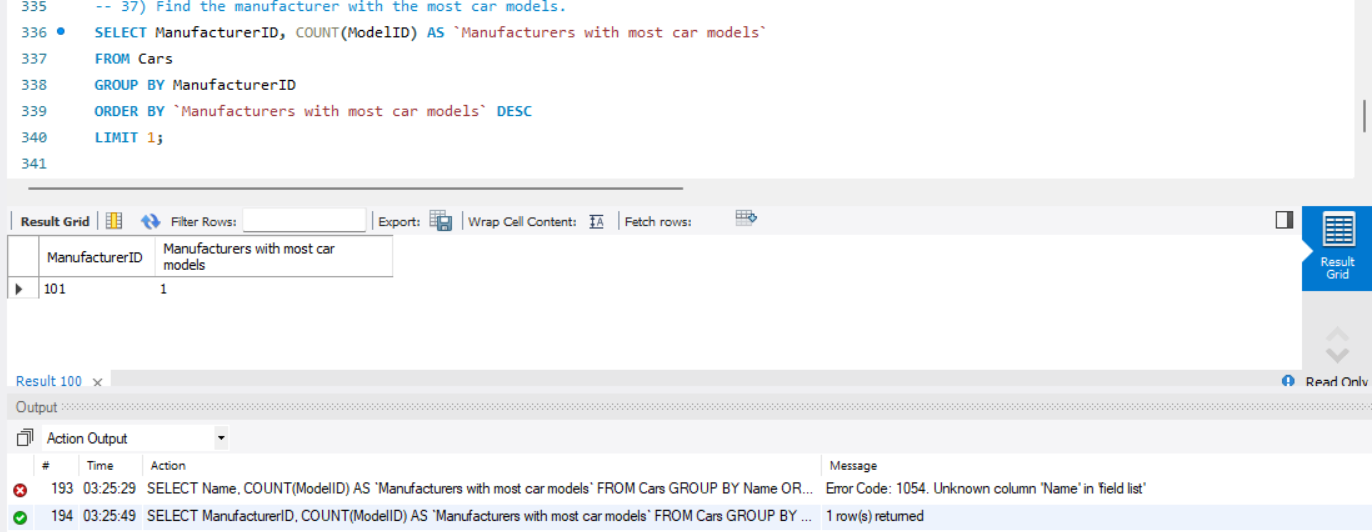 335 -- 37) Find the manufacturer with the most car models.
336 SELECT ManufacturerID, COUNT(ModelID) AS `Manufacturers with most car models`
337 FROM Cars
338 GROUP BY ManufacturerID
339 ORDER BY `Manufacturers with most car models` DESC
340 LIMIT 1;
341
Result Grid Filter Rows: Export: Wrap Cell Content: IA Fetch rows:
ManufacturerID Manufacturers with most car
models
101 1
Result
Grid
Result 100 × Read Only
Output
Action Output
# Time Action Message
193 03:25:29 SELECT Name, COUNT(ModelID) AS `Manufacturers with most car models` FROM Cars GROUP BY Name OR... Error Code: 1054. Unknown column 'Name' in 'field list'
194 03:25:49 SELECT ManufacturerID, COUNT(ModelID) AS `Manufacturers with most car models` FROM Cars GROUP BY ... 1 row(s) returned